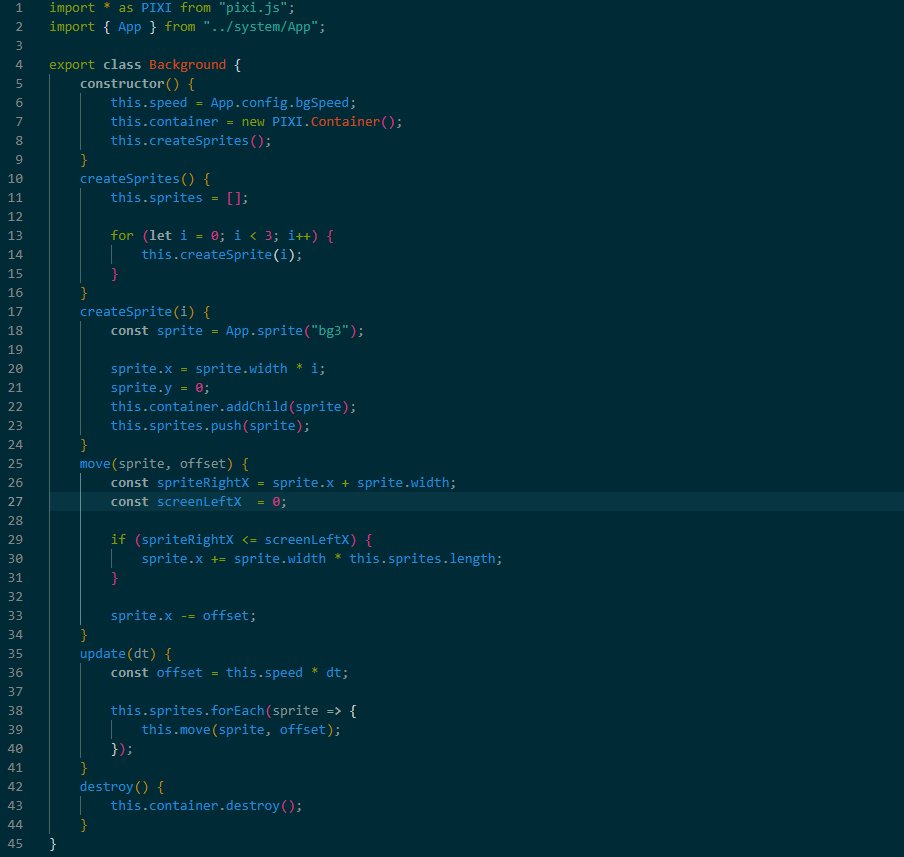 1 import * as PIXI from "pixi.js";
2 import { App } from "../system/App";
3
4 export class Background {
5     constructor() {
6         this.speed = App.config.bgSpeed;
7         this.container = new PIXI.Container();
8         this.createSprites();
9     }
10     createSprites() {
11         this.sprites = [];
12
13         for (let i = 0; i < 3; i++) {
14             this.createSprite(i);
15         }
16     }
17     createSprite(i) {
18         const sprite = App.sprite("bg3");
19
20         sprite.x = sprite.width * i;
21         sprite.y = 0;
22         this.container.addChild(sprite);
23         this.sprites.push(sprite);
24     }
25     move(sprite, offset) {
26         const spriteRightX = sprite.x + sprite.width;
27         const screenLeftX  = 0;
28
29         if (spriteRightX <= screenLeftX) {
30             sprite.x += sprite.width * this.sprites.length;
31         }
32
33         sprite.x -= offset;
34     }
35     update(dt) {
36         const offset = this.speed * dt;
37
38         this.sprites.forEach(sprite => {
39             this.move(sprite, offset);
40         });
41     }
42     destroy() {
43         this.container.destroy();
44     }
45 }